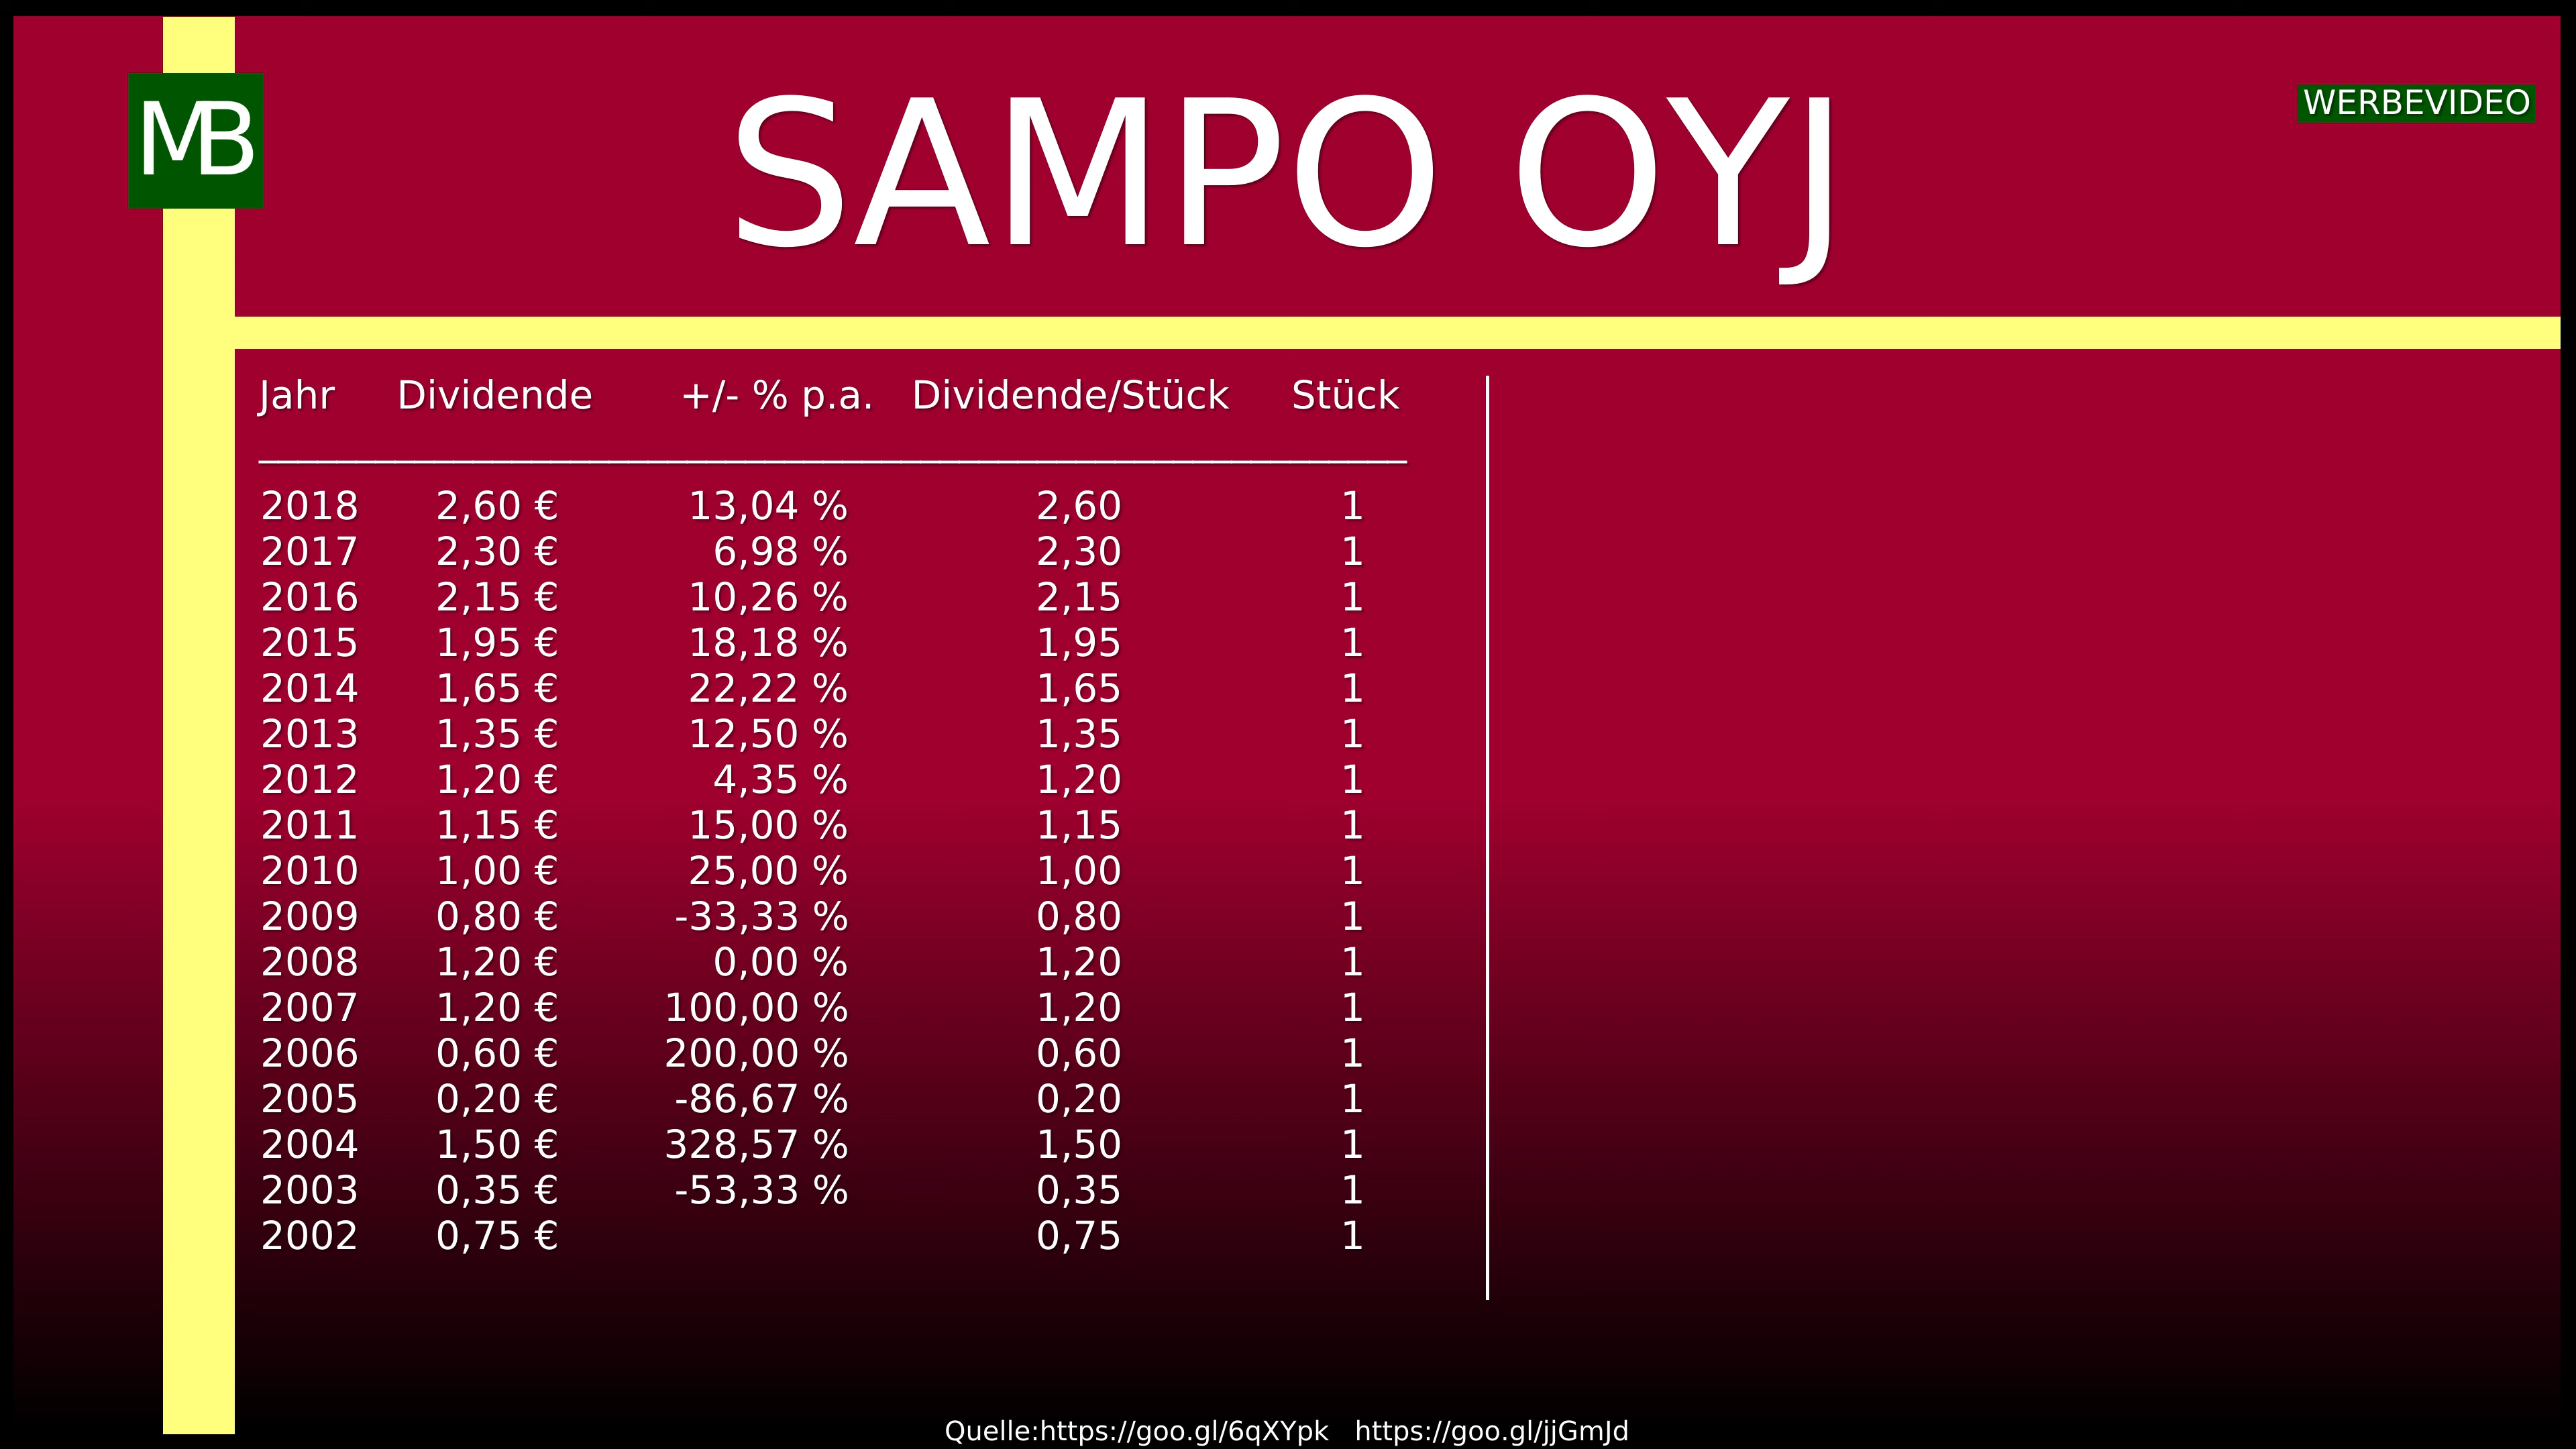 MB
SAMPO OYJ
WERBEVIDEO
Jahr Dividende +/- % p.a. Dividende/Stück Stück
2018 2,60 € 13,04 % 2,60 1
2017 2,30 € 6,98 % 2,30 1
2016 2,15 € 10,26 % 2,15 1
2015 1,95 € 18,18 % 1,95 1
2014 1,65 € 22,22 % 1,65 1
2013 1,35 € 12,50 % 1,35 1
2012 1,20 € 4,35 % 1,20 1
2011 1,15 € 15,00 % 1,15 1
2010 1,00 € 25,00 % 1,00 1
2009 0,80 € -33,33 % 0,80 1
2008 1,20 € 0,00 % 1,20 1
2007 1,20 € 100,00 % 1,20 1
2006 0,60 € 200,00 % 0,60 1
2005 0,20 € -86,67 % 0,20 1
2004 1,50 € 328,57 % 1,50 1
2003 0,35 € -53,33 % 0,35 1
2002 0,75 € 0,75 1
Quelle:https://goo.gl/6qXYpk https://goo.gl/jjGmJd